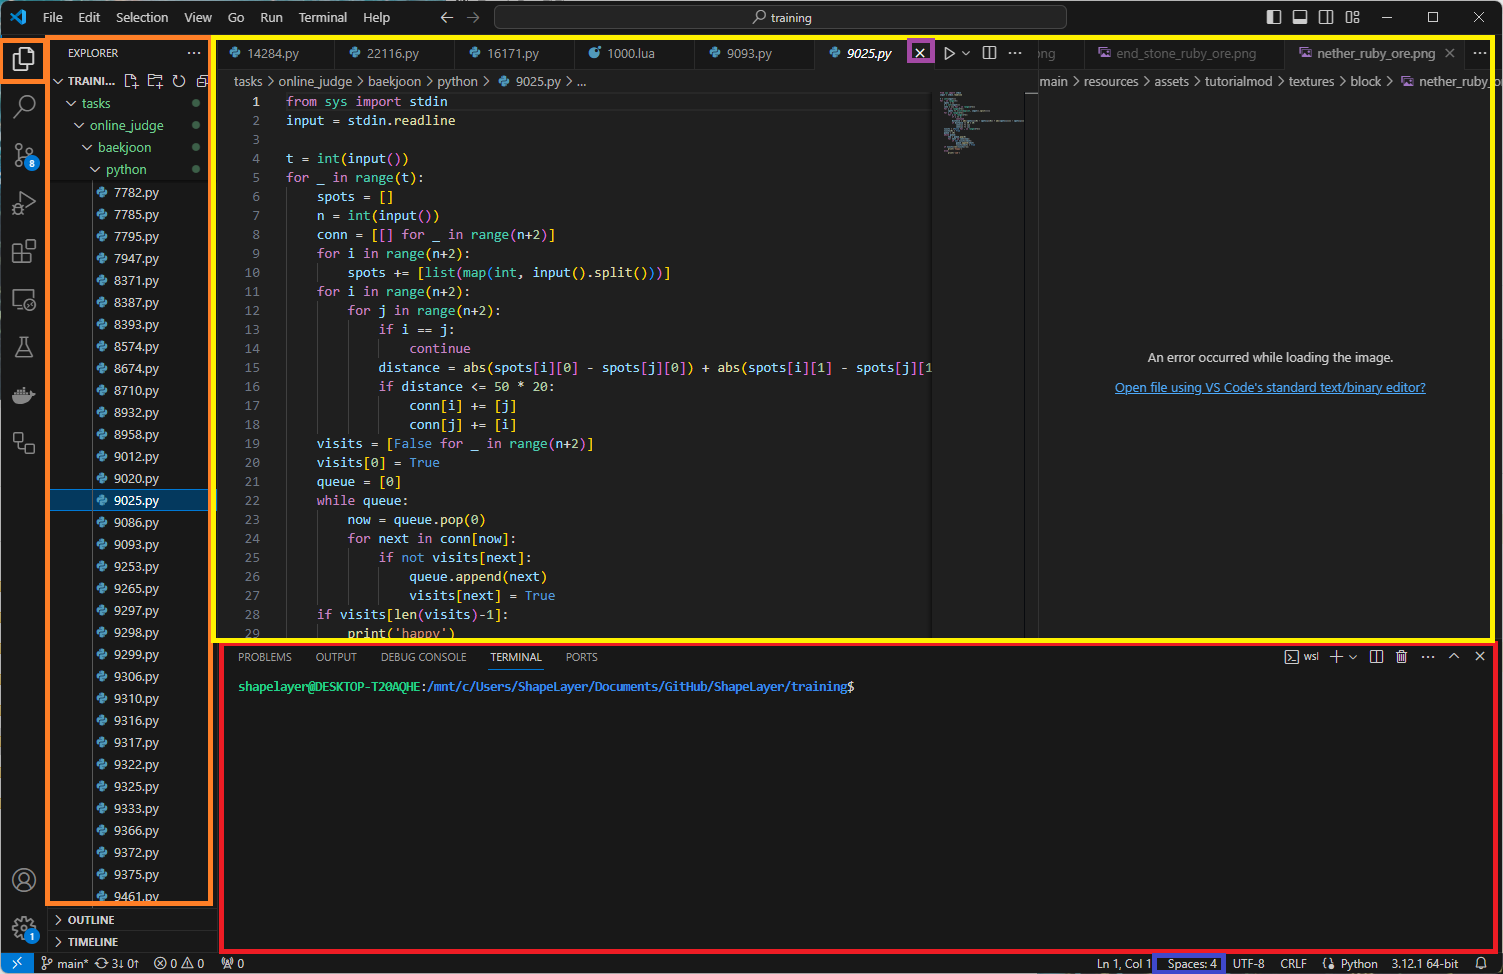 File Edit Selection View Go Run Terminal Help
training
EXPLORER
TRAINI...
tasks
online_judge
baekjoon
python
7782.py
7785.py
7795.py
7947.py
8371.py
8387.py
8393.py
8574.py
8674.py
8710.py
8932.py
8958.py
9012.py
9020.py
9025.py
9086.py
9093.py
9253.py
9265.py
9297.py
9298.py
9299.py
9306.py
9310.py
9316.py
9317.py
9322.py
9325.py
9333.py
9366.py
9372.py
9375.py
9461.py
OUTLINE
TIMELINE
8
1
14284.py 22116.py 16171.py 1000.lua 9093.py 9025.py
tasks > online_judge > baekjoon > python > 9025.py > ...
1 from sys import stdin
2 input = stdin.readline
3
4 t = int(input())
5 for _ in range(t):
6 spots = []
7 n = int(input())
8 conn = [[] for _ in range(n+2)]
9 for i in range(n+2):
10 spots += [list(map(int, input().split()))]
11 for i in range(n+2):
12 for j in range(n+2):
13 if i == j:
14 continue
15 distance = abs(spots[i][0] - spots[j][0]) + abs(spots[i][1] - spots[j][1
16 if distance <= 50 * 20:
17 conn[i] += [j]
18 conn[j] += [i]
19 visits = [False for _ in range(n+2)]
20 visits[0] = True
21 queue = [0]
22 while queue:
23 now = queue.pop(0)
24 for next in conn[now]:
25 if not visits[next]:
26 queue.append(next)
27 visits[next] = True
28 if visits[len(visits)-1]:
29 print('happy')
ng end_stone_ruby_ore.png nether_ruby_ore.png
main > resources > assets > tutorialmod > textures > block > nether_ruby_o
An error occurred while loading the image.
Open file using VS Code's standard text/binary editor?
PROBLEMS OUTPUT DEBUG CONSOLE TERMINAL PORTS
wsl
shapelayer@DESKTOP-T20AQHE:/mnt/c/Users/ShapeLayer/Documents/GitHub/ShapeLayer/training$
main* 3↓ 0↑ 0 0 0
Ln 1, Col 1 Spaces: 4 UTF-8 CRLF Python 3.12.1 64-bit